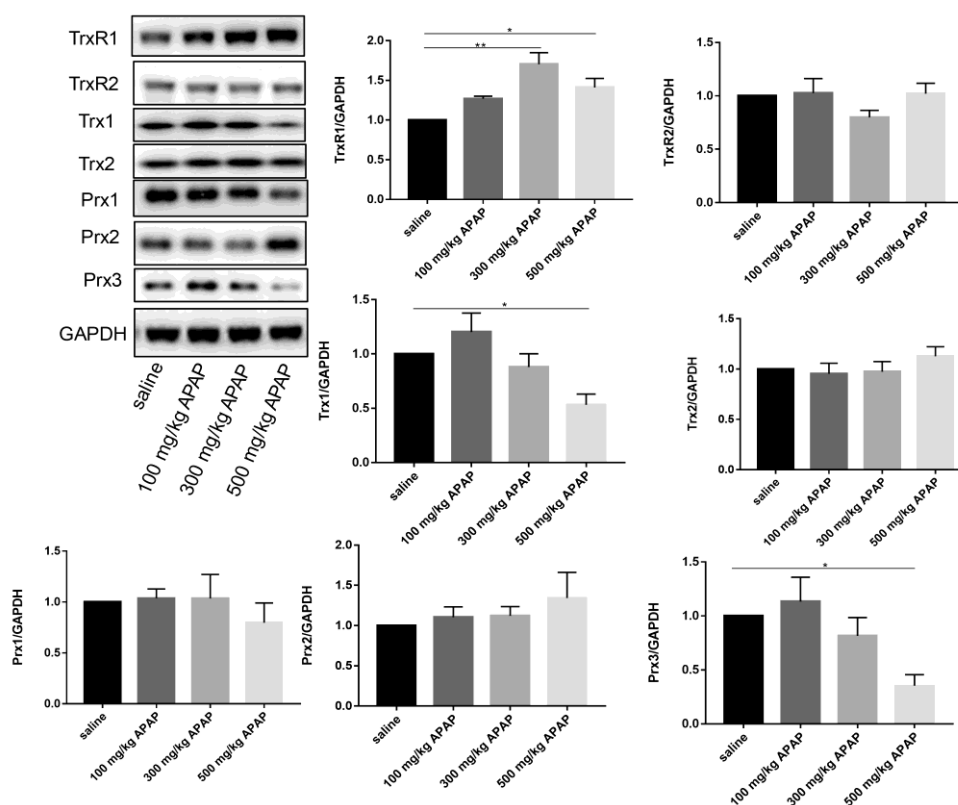 TrxR1
TrxR2
Trx1
Trx2
Prx1
Prx2
Prx3
GAPDH
saline
100 mg/kg APAP
300 mg/kg APAP
500 mg/kg APAP
TrxR1/GAPDH
2.0
1.5
1.0
0.5
0.0
*
**
saline
100 mg/kg APAP
300 mg/kg APAP
500 mg/kg APAP
TrxR2/GAPDH
1.5
1.0
0.5
0.0
saline
100 mg/kg APAP
300 mg/kg APAP
500 mg/kg APAP
Trx1/GAPDH
1.5
1.0
0.5
0.0
*
saline
100 mg/kg APAP
300 mg/kg APAP
500 mg/kg APAP
Trx2/GAPDH
1.5
1.0
0.5
0.0
saline
100 mg/kg APAP
300 mg/kg APAP
500 mg/kg APAP
Prx1/GAPDH
1.5
1.0
0.5
0.0
saline
100 mg/kg APAP
300 mg/kg APAP
500 mg/kg APAP
Prx2/GAPDH
2.0
1.5
1.0
0.5
0.0
saline
100 mg/kg APAP
300 mg/kg APAP
500 mg/kg APAP
Prx3/GAPDH
1.5
1.0
0.5
0.0
*
saline
100 mg/kg APAP
300 mg/kg APAP
500 mg/kg APAP